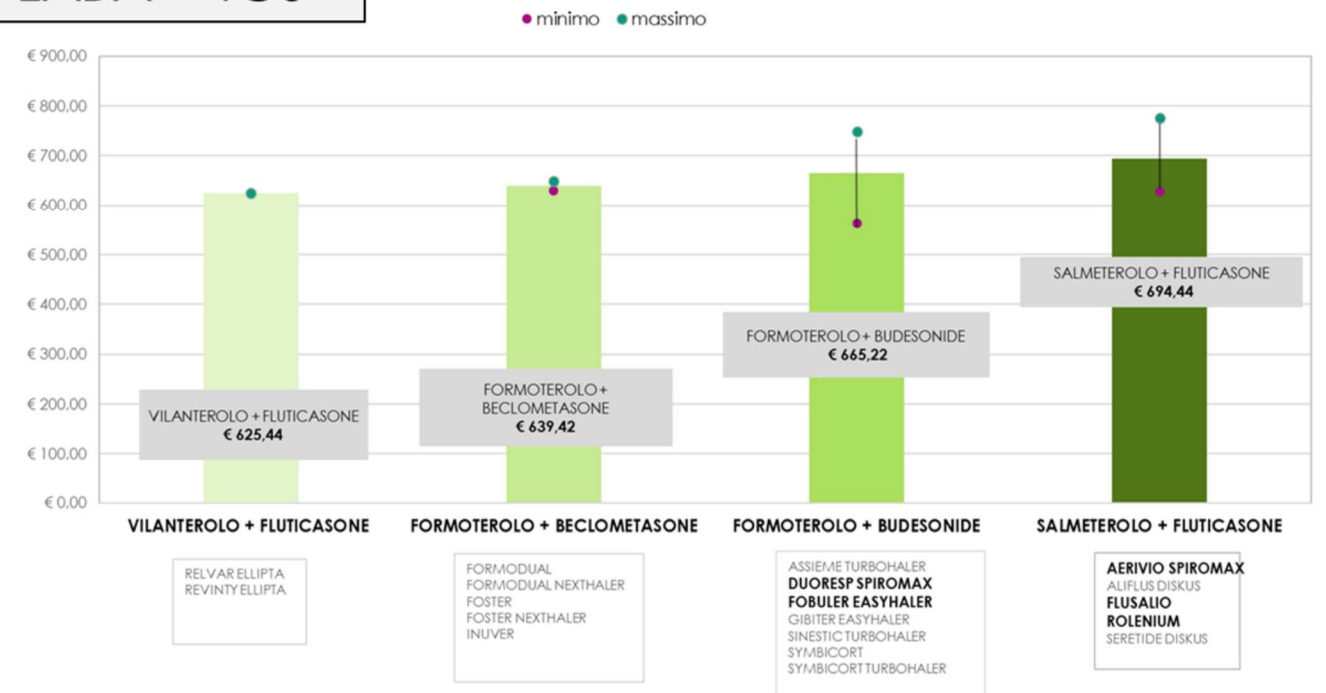 minimo massimo
€ 900,00
€ 800,00
€ 700,00
€ 600,00
€ 500,00
€ 400,00
€ 300,00
€ 200,00
€ 100,00
€ 0,00
VILANTEROLO + FLUTICASONE
€ 625,44
FORMOTEROLO +
BECLOMETASONE
€ 639,42
FORMOTEROLO + BUDESONIDE
€ 665,22
SALMETEROLO + FLUTICASONE
€ 694,44
VILANTEROLO + FLUTICASONE
FORMOTEROLO + BECLOMETASONE
FORMOTEROLO + BUDESONIDE
SALMETEROLO + FLUTICASONE
RELVAR ELLIPTA
REVINTY ELLIPTA
FORMODUAL
FORMODUAL NEXTHALER
FOSTER
FOSTER NEXTHALER
INUVER
ASSIEME TURBOHALER
DUORESP SPIROMAX
FOBULER EASYHALER
GIBITER EASYHALER
SINESTIC TURBOHALER
SYMBICORT
SYMBICORT TURBOHALER
AERIVIO SPIROMAX
ALIFLUS DISKUS
FLUSALIO
ROLENIUM
SERETIDE DISKUS